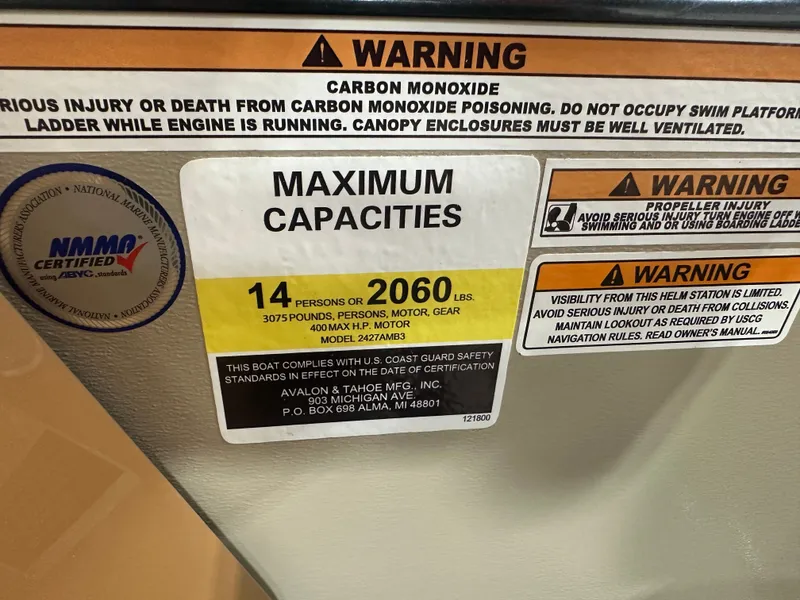 WARNING
CARBON MONOXIDE
RIOUS INJURY OR DEATH FROM CARBON MONOXIDE POISONING. DO NOT OCCUPY SWIM PLATFORM
LADDER WHILE ENGINE IS RUNNING. CANOPY ENCLOSURES MUST BE WELL VENTILATED.
NATIONAL MARINE MANUFACTURERS ASSOCIATION • NATIONAL MARINE MANUFACTURERS ASSOCIATION •
NMMA®
CERTIFIED
using ABYC standards
MAXIMUM
CAPACITIES
14 PERSONS OR 2060 LBS.
3075 POUNDS, PERSONS, MOTOR, GEAR
400 MAX H.P. MOTOR
MODEL 2427AMB3
THIS BOAT COMPLIES WITH U.S. COAST GUARD SAFETY
STANDARDS IN EFFECT ON THE DATE OF CERTIFICATION
AVALON & TAHOE MFG., INC.
903 MICHIGAN AVE.
P.O. BOX 698 ALMA, MI 48801
121800
WARNING
PROPELLER INJURY
AVOID SERIOUS INJURY TURN ENGINE OFF W
SWIMMING AND OR USING BOARDING LADDE
WARNING
VISIBILITY FROM THIS HELM STATION IS LIMITED.
AVOID SERIOUS INJURY OR DEATH FROM COLLISIONS.
MAINTAIN LOOKOUT AS REQUIRED BY USCG
NAVIGATION RULES. READ OWNER'S MANUAL.